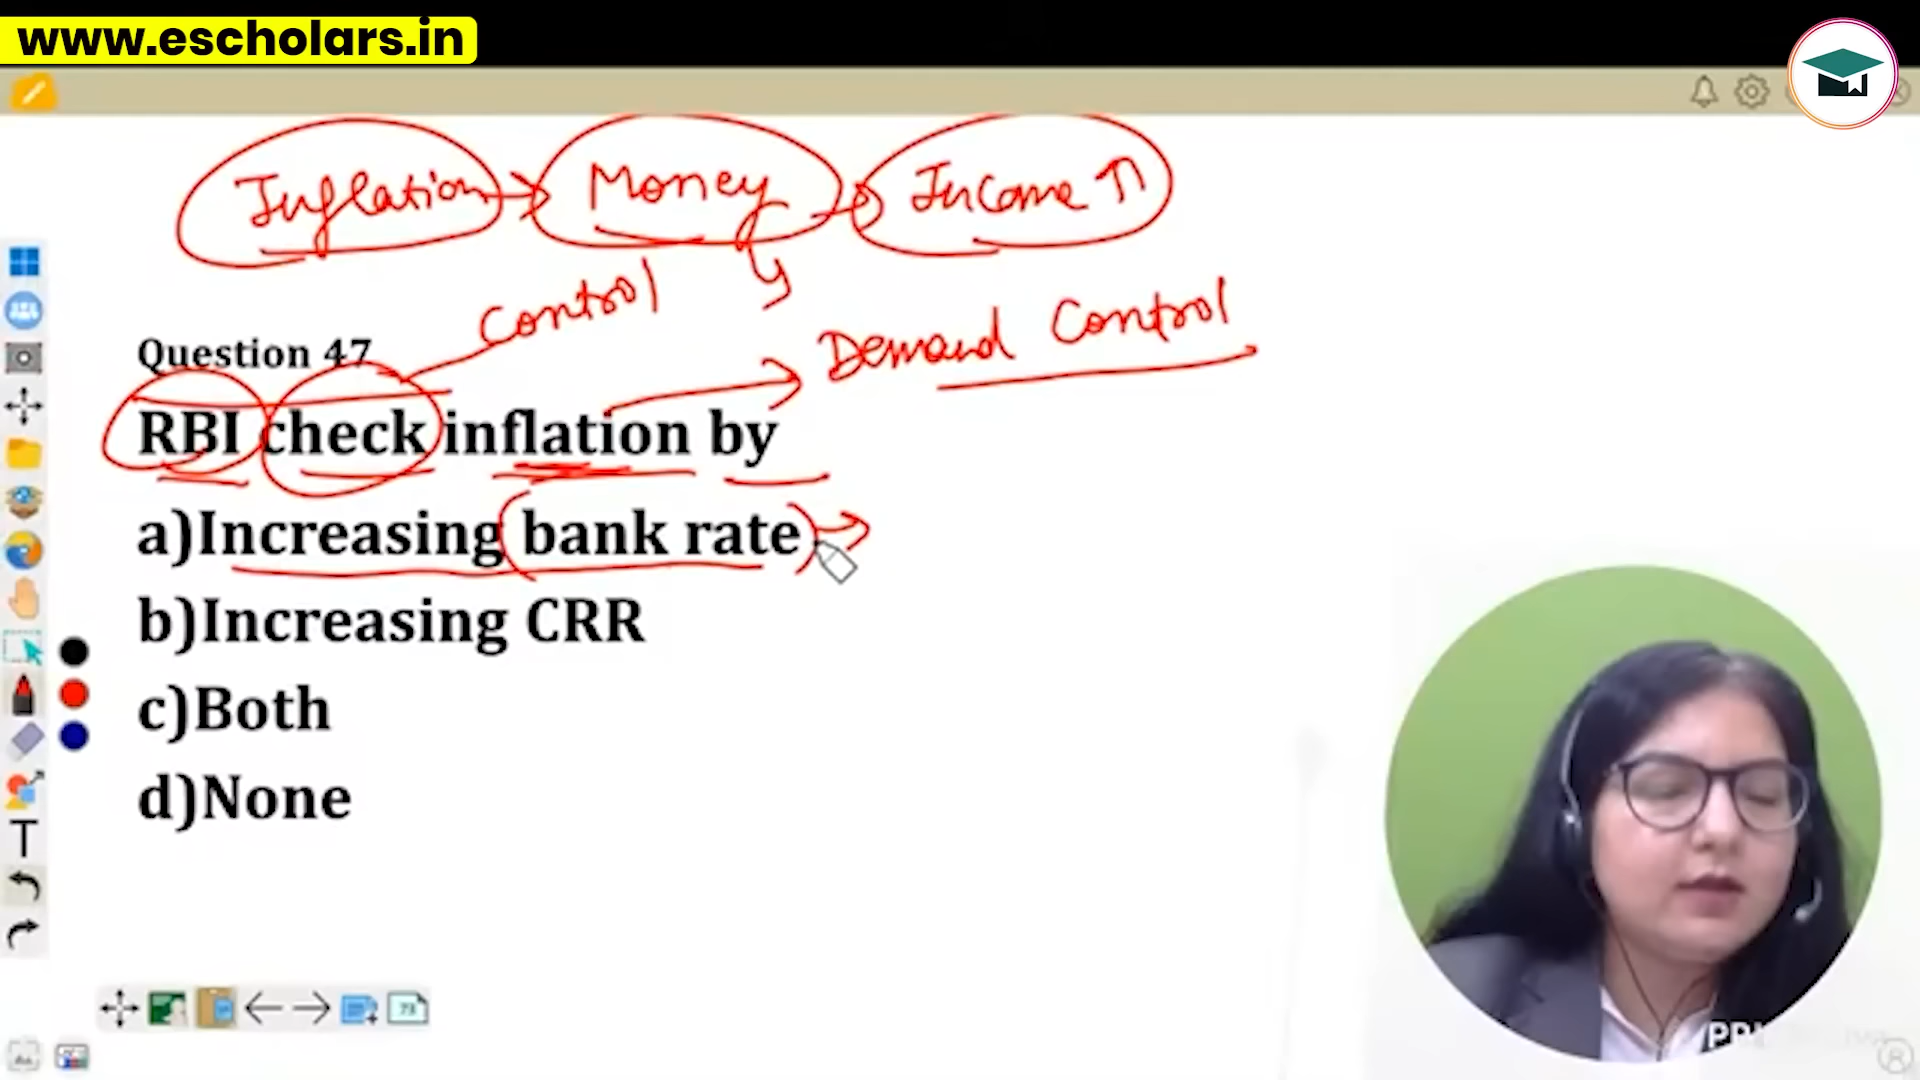 www.escholars.in
Inflation → Money → Income ↑
Control
Demand Control
Question 47
RBI check inflation by
a)Increasing bank rate
b)Increasing CRR
c)Both
d)None
T
73